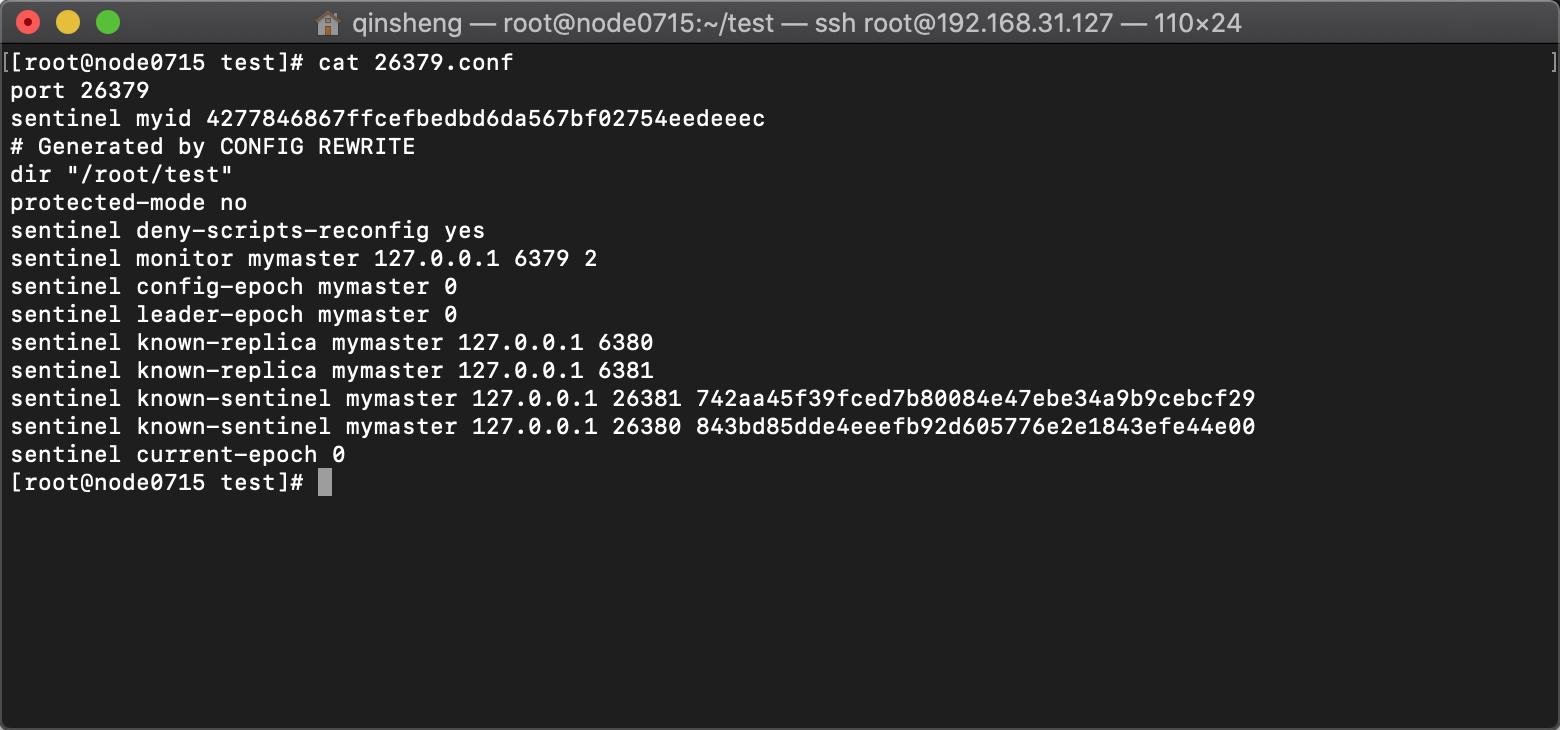 qinsheng — root@node0715:~/test — ssh root@192.168.31.127 — 110×24
[[root@node0715 test]# cat 26379.conf ]
port 26379
sentinel myid 4277846867ffcefbedbd6da567bf02754eedeeec
# Generated by CONFIG REWRITE
dir "/root/test"
protected-mode no
sentinel deny-scripts-reconfig yes
sentinel monitor mymaster 127.0.0.1 6379 2
sentinel config-epoch mymaster 0
sentinel leader-epoch mymaster 0
sentinel known-replica mymaster 127.0.0.1 6380
sentinel known-replica mymaster 127.0.0.1 6381
sentinel known-sentinel mymaster 127.0.0.1 26381 742aa45f39fced7b80084e47ebe34a9b9cebcf29
sentinel known-sentinel mymaster 127.0.0.1 26380 843bd85dde4eeefb92d605776e2e1843efe44e00
sentinel current-epoch 0
[root@node0715 test]#